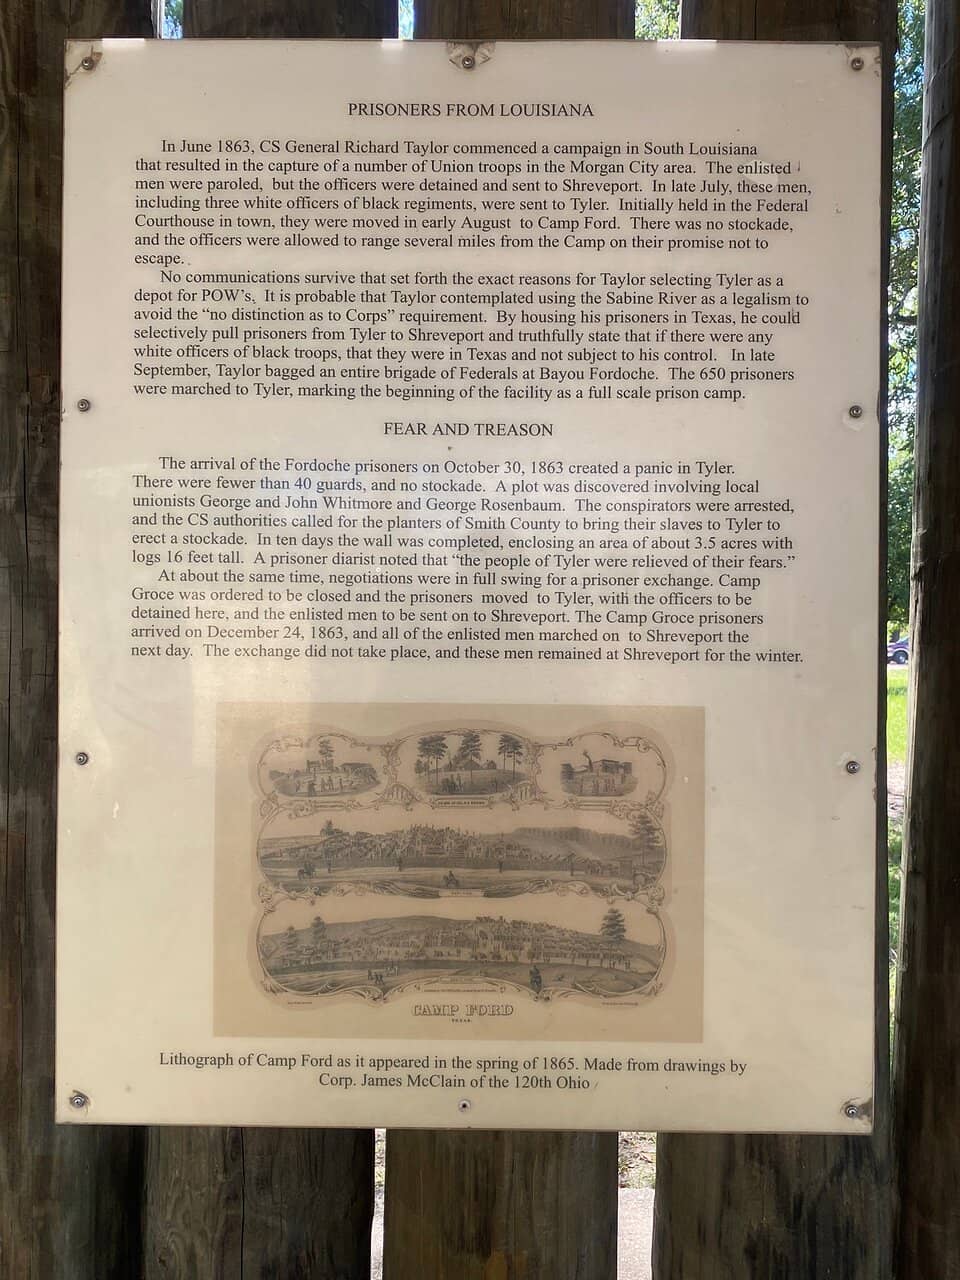 PRISONERS FROM LOUISIANA
In June 1863, CS General Richard Taylor commenced a campaign in South Louisiana
that resulted in the capture of a number of Union troops in the Morgan City area. The enlisted
men were paroled, but the officers were detained and sent to Shreveport. In late July, these men,
including three white officers of black regiments, were sent to Tyler. Initially held in the Federal
Courthouse in town, they were moved in early August to Camp Ford. There was no stockade,
and the officers were allowed to range several miles from the Camp on their promise not to
escape.
No communications survive that set forth the exact reasons for Taylor selecting Tyler as a
depot for POW's. It is probable that Taylor contemplated using the Sabine River as a legalism to
avoid the “no distinction as to Corps” requirement. By housing his prisoners in Texas, he could
selectively pull prisoners from Tyler to Shreveport and truthfully state that if there were any
white officers of black troops, that they were in Texas and not subject to his control. In late
September, Taylor bagged an entire brigade of Federals at Bayou Fordoche. The 650 prisoners
were marched to Tyler, marking the beginning of the facility as a full scale prison camp.
FEAR AND TREASON
The arrival of the Fordoche prisoners on October 30, 1863 created a panic in Tyler.
There were fewer than 40 guards, and no stockade. A plot was discovered involving local
unionists George and John Whitmore and George Rosenbaum. The conspirators were arrested,
and the CS authorities called for the planters of Smith County to bring their slaves to Tyler to
erect a stockade. In ten days the wall was completed, enclosing an area of about 3.5 acres with
logs 16 feet tall. A prisoner diarist noted that “the people of Tyler were relieved of their fears.”
At about the same time, negotiations were in full swing for a prisoner exchange. Camp
Groce was ordered to be closed and the prisoners moved to Tyler, with the officers to be
detained here, and the enlisted men to be sent on to Shreveport. The Camp Groce prisoners
arrived on December 24, 1863, and all of the enlisted men marched on to Shreveport the
next day. The exchange did not take place, and these men remained at Shreveport for the winter.
CAMP FORD
TEXAS
Lithograph of Camp Ford as it appeared in the spring of 1865. Made from drawings by
Corp. James McClain of the 120th Ohio